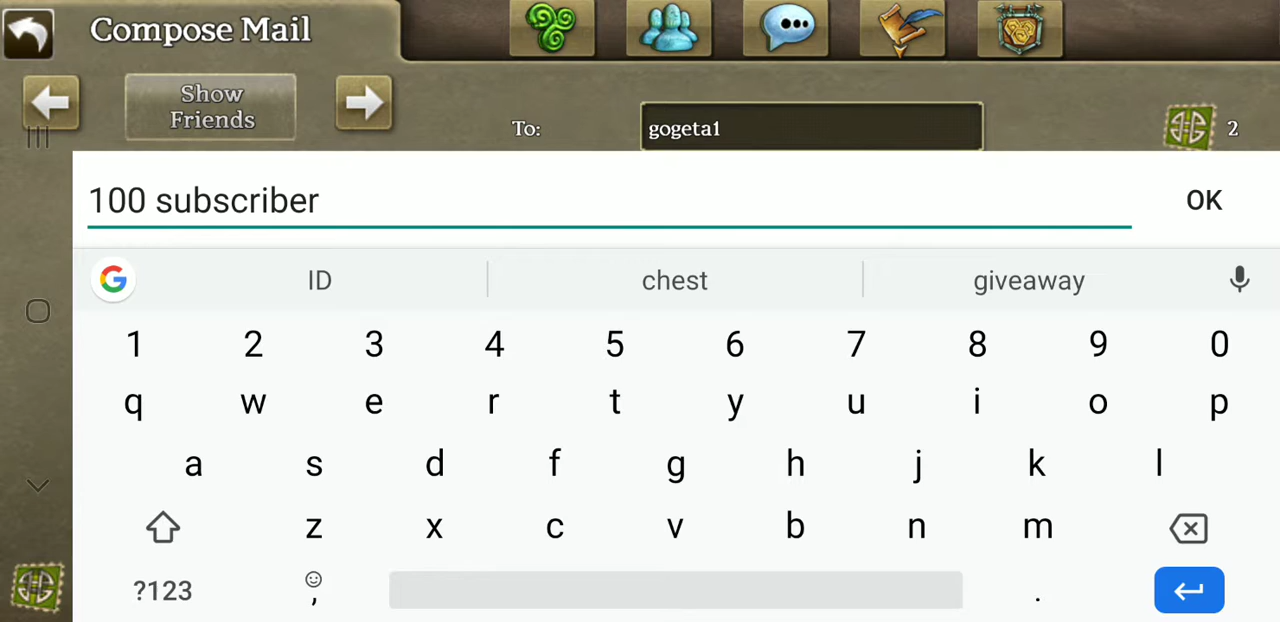 Compose Mail
Show
Friends
To:
gogeta1
2
100 subscriber
OK
ID
chest
giveaway
1 2 3 4 5 6 7 8 9 0
q w e r t y u i o p
a s d f g h j k l
z x c v b n m
?123 , .